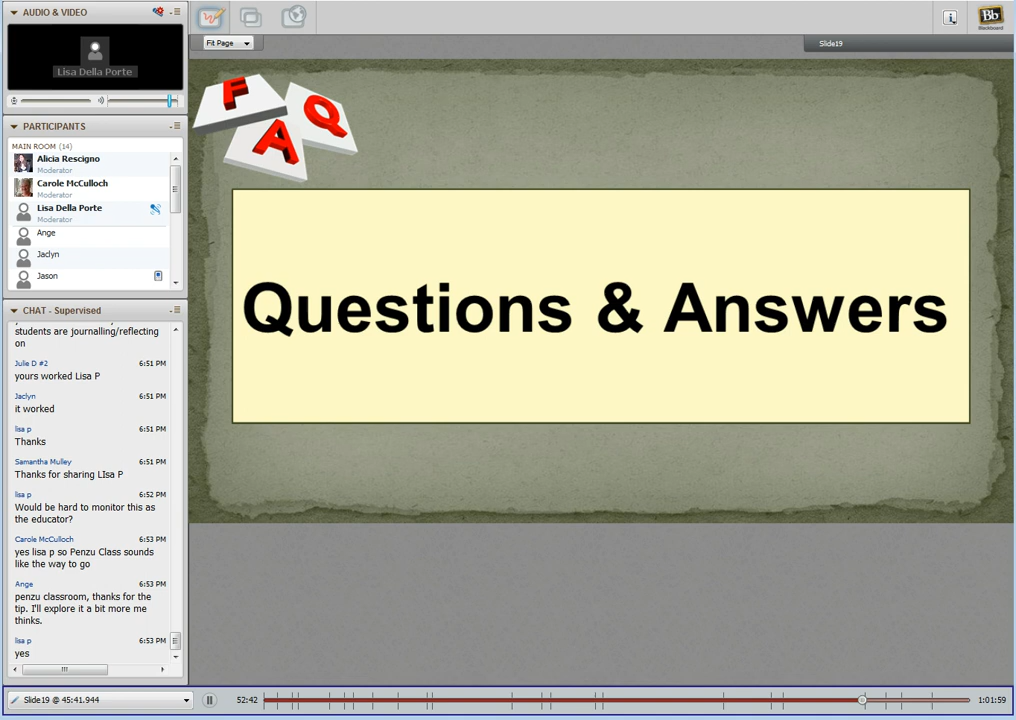 AUDIO & VIDEO
Lisa Della Porte
PARTICIPANTS
MAIN ROOM (14)
Alicia Rescigno
Moderator
Carole McCulloch
Moderator
Lisa Della Porte
Moderator
Ange
Jaclyn
Jason
CHAT - Supervised
students are journalling/reflecting
on
Julie D #2 6:51 PM
yours worked Lisa P
Jaclyn 6:51 PM
it worked
lisa p 6:51 PM
Thanks
Samantha Mulley 6:51 PM
Thanks for sharing LIsa P
lisa p 6:52 PM
Would be hard to monitor this as
the educator?
Carole McCulloch 6:53 PM
yes lisa p so Penzu Class sounds
like the way to go
Ange 6:53 PM
penzu classroom, thanks for the
tip. I'll explore it a bit more me
thinks.
lisa p 6:53 PM
yes
Slide19 @ 45:41.944
Fit Page
Slide19
Bb
Blackboard
F
A
Q
Questions & Answers
52:42
1:01:59